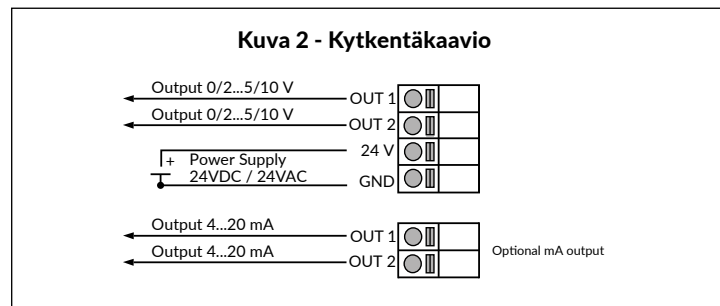 Kuva 2 - Kytkentäkaavio
Output 0/2...5/10 V
OUT 1
Output 0/2...5/10 V
OUT 2
24 V
+ Power Supply
24VDC / 24VAC
GND
Output 4...20 mA
OUT 1
Output 4...20 mA
OUT 2
Optional mA output